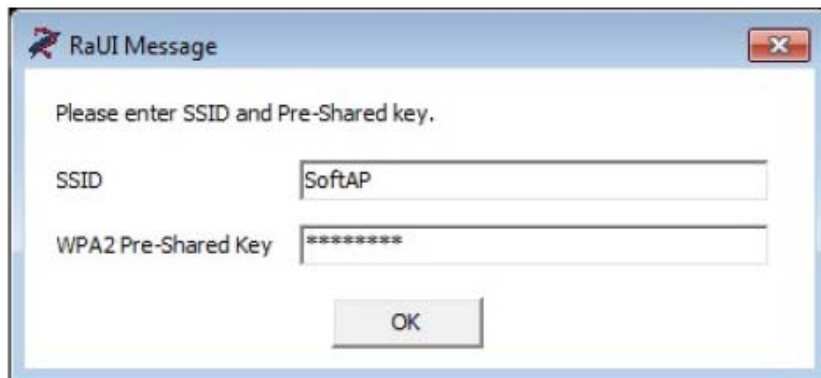 RaUI Message
Please enter SSID and Pre-Shared key.
SSID SoftAP
WPA2 Pre-Shared Key ********
OK